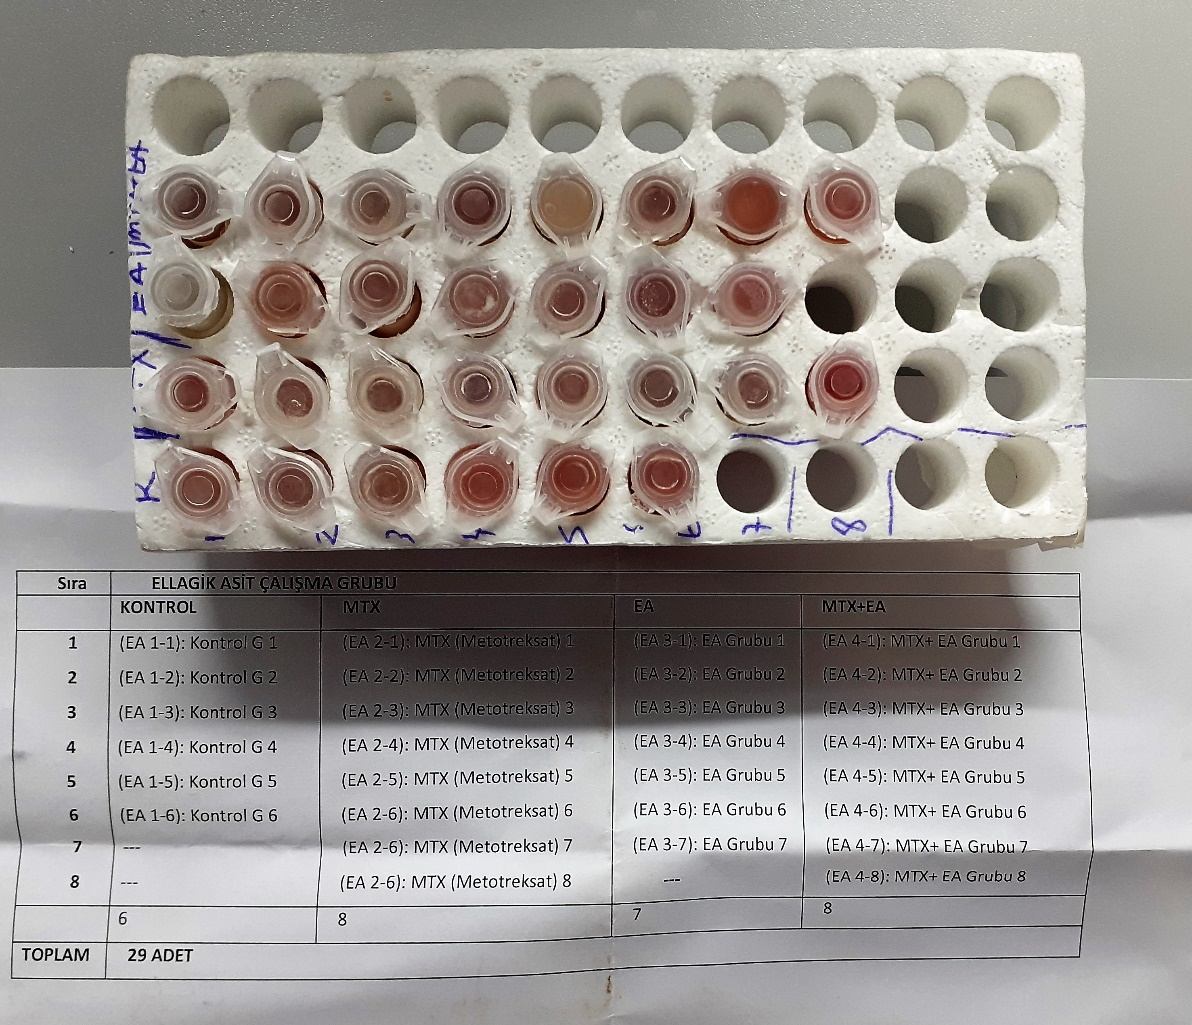 EA
K
1 2 3 4 5 6 7 8
Sıra ELLAGİK ASİT ÇALIŞMA GRUBU
KONTROL MTX EA MTX+EA
1 (EA 1-1): Kontrol G 1 (EA 2-1): MTX (Metotreksat) 1 (EA 3-1): EA Grubu 1 (EA 4-1): MTX+ EA Grubu 1
2 (EA 1-2): Kontrol G 2 (EA 2-2): MTX (Metotreksat) 2 (EA 3-2): EA Grubu 2 (EA 4-2): MTX+ EA Grubu 2
3 (EA 1-3): Kontrol G 3 (EA 2-3): MTX (Metotreksat) 3 (EA 3-3): EA Grubu 3 (EA 4-3): MTX+ EA Grubu 3
4 (EA 1-4): Kontrol G 4 (EA 2-4): MTX (Metotreksat) 4 (EA 3-4): EA Grubu 4 (EA 4-4): MTX+ EA Grubu 4
5 (EA 1-5): Kontrol G 5 (EA 2-5): MTX (Metotreksat) 5 (EA 3-5): EA Grubu 5 (EA 4-5): MTX+ EA Grubu 5
6 (EA 1-6): Kontrol G 6 (EA 2-6): MTX (Metotreksat) 6 (EA 3-6): EA Grubu 6 (EA 4-6): MTX+ EA Grubu 6
7 --- (EA 2-6): MTX (Metotreksat) 7 (EA 3-7): EA Grubu 7 (EA 4-7): MTX+ EA Grubu 7
8 --- (EA 2-6): MTX (Metotreksat) 8 --- (EA 4-8): MTX+ EA Grubu 8
6 8 7 8
TOPLAM 29 ADET